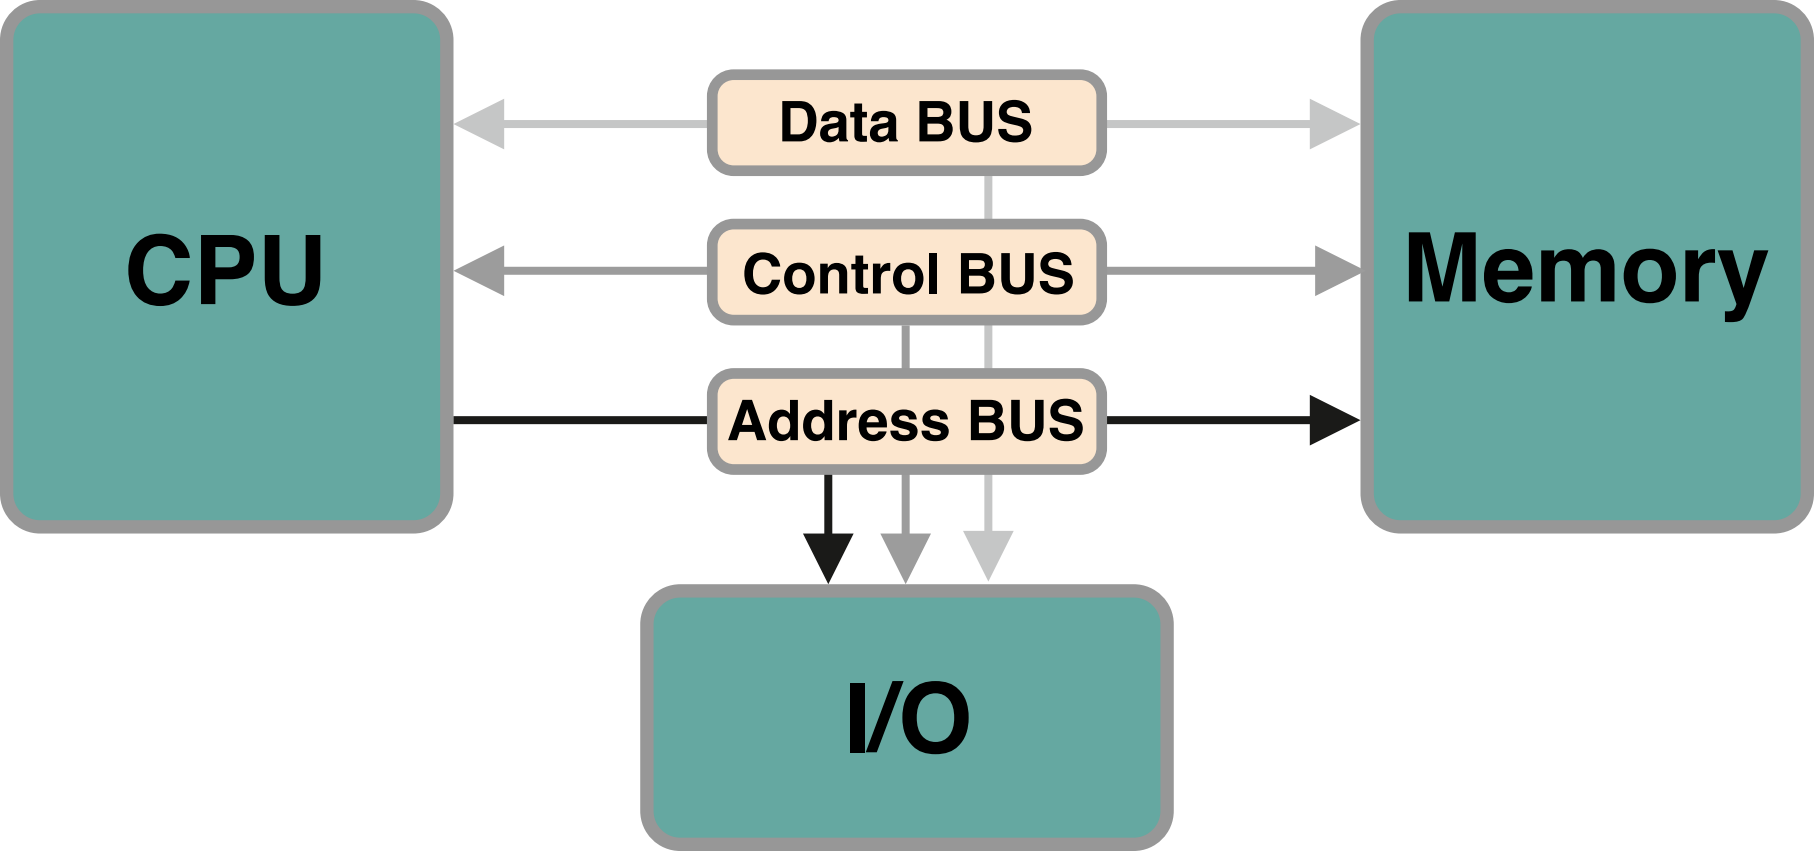 Data BUS
CPU
Control BUS
Memory
Address BUS
I/O